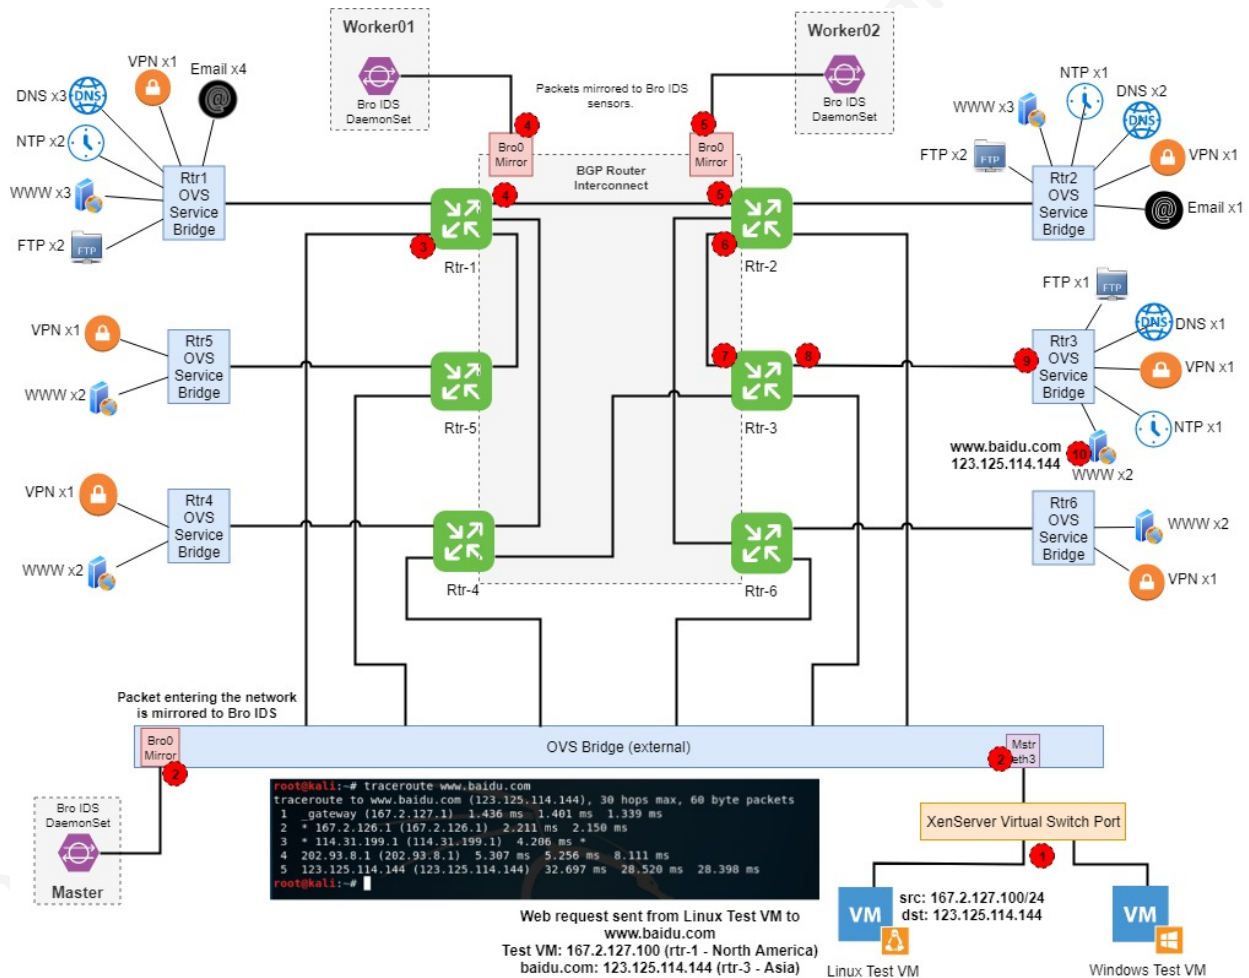 Worker01
Bro IDS
DaemonSet
Worker02
Bro IDS
DaemonSet
Packets mirrored to Bro IDS
sensors.
4
Bro0
Mirror
5
Bro0
Mirror
BGP Router
Interconnect
VPN x1
Email x4
DNS x3
DNS
NTP x2
WWW x3
FTP x2
FTP
Rtr1
OVS
Service
Bridge
NTP x1
DNS x2
DNS
WWW x3
FTP x2
FTP
VPN x1
Email x1
Rtr2
OVS
Service
Bridge
3
4
Rtr-1
5
6
Rtr-2
VPN x1
WWW x2
Rtr5
OVS
Service
Bridge
Rtr-5
7
8
Rtr-3
9
Rtr3
OVS
Service
Bridge
FTP x1
FTP
DNS
DNS x1
VPN x1
NTP x1
www.baidu.com
123.125.114.144
10
WWW x2
VPN x1
WWW x2
Rtr4
OVS
Service
Bridge
Rtr-4
Rtr-6
Rtr6
OVS
Service
Bridge
WWW x2
VPN x1
Packet entering the network
is mirrored to Bro IDS
Bro0
Mirror
2
OVS Bridge (external)
Mstr
eth3
2
Bro IDS
DaemonSet
Master
root@kali:~# traceroute www.baidu.com
traceroute to www.baidu.com (123.125.114.144), 30 hops max, 60 byte packets
1 _gateway (167.2.127.1) 1.436 ms 1.401 ms 1.339 ms
2 * 167.2.126.1 (167.2.126.1) 2.211 ms 2.150 ms
3 * 114.31.199.1 (114.31.199.1) 4.206 ms *
4 202.93.8.1 (202.93.8.1) 5.307 ms 5.256 ms 8.111 ms
5 123.125.114.144 (123.125.114.144) 32.697 ms 28.520 ms 28.398 ms
root@kali:~#
XenServer Virtual Switch Port
1
VM
Linux Test VM
src: 167.2.127.100/24
dst: 123.125.114.144
VM
Windows Test VM
Web request sent from Linux Test VM to
www.baidu.com
Test VM: 167.2.127.100 (rtr-1 - North America)
baidu.com: 123.125.114.144 (rtr-3 - Asia)